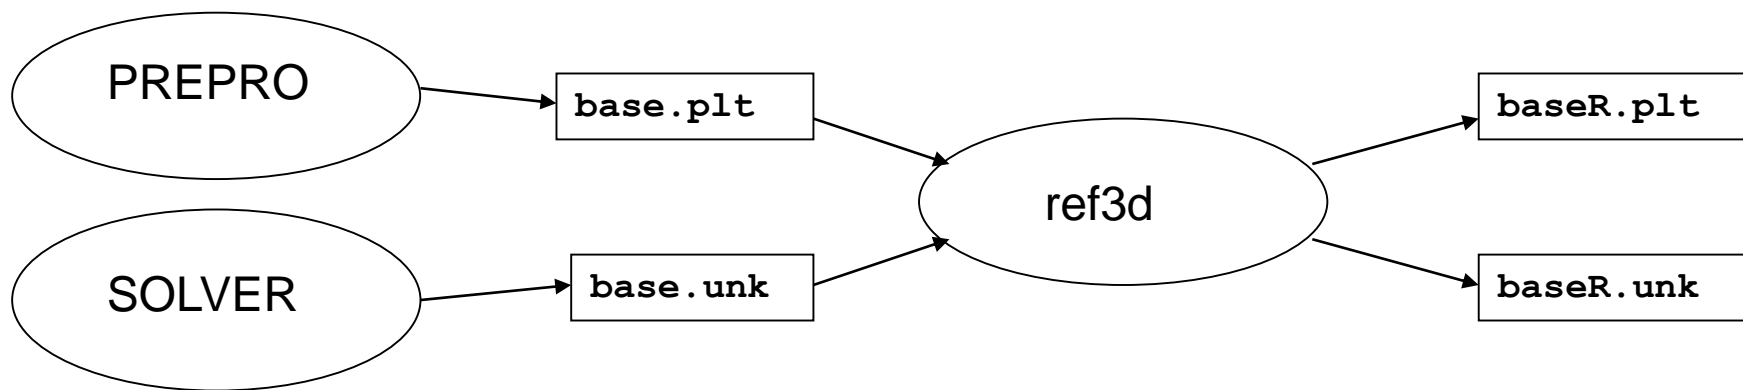 PREPRO
base.plt
baseR.plt
ref3d
SOLVER
base.unk
baseR.unk